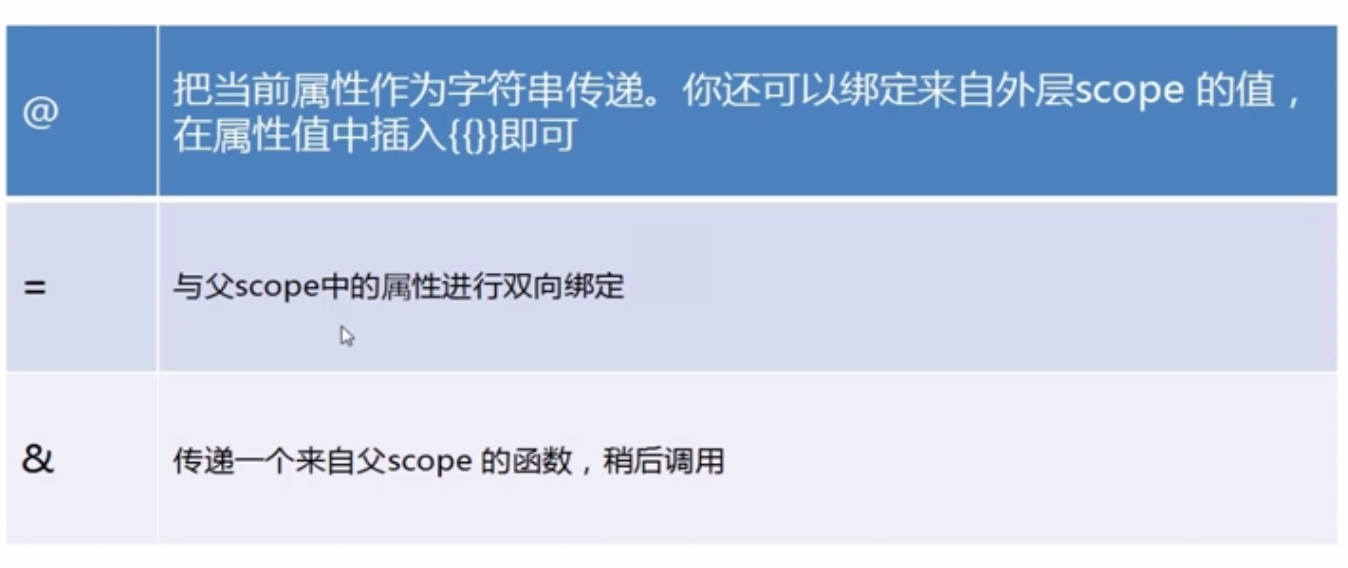 @
把当前属性作为字符串传递。你还可以绑定来自外层scope 的值，
在属性值中插入{{}}即可
=
与父scope中的属性进行双向绑定
&
传递一个来自父scope 的函数，稍后调用